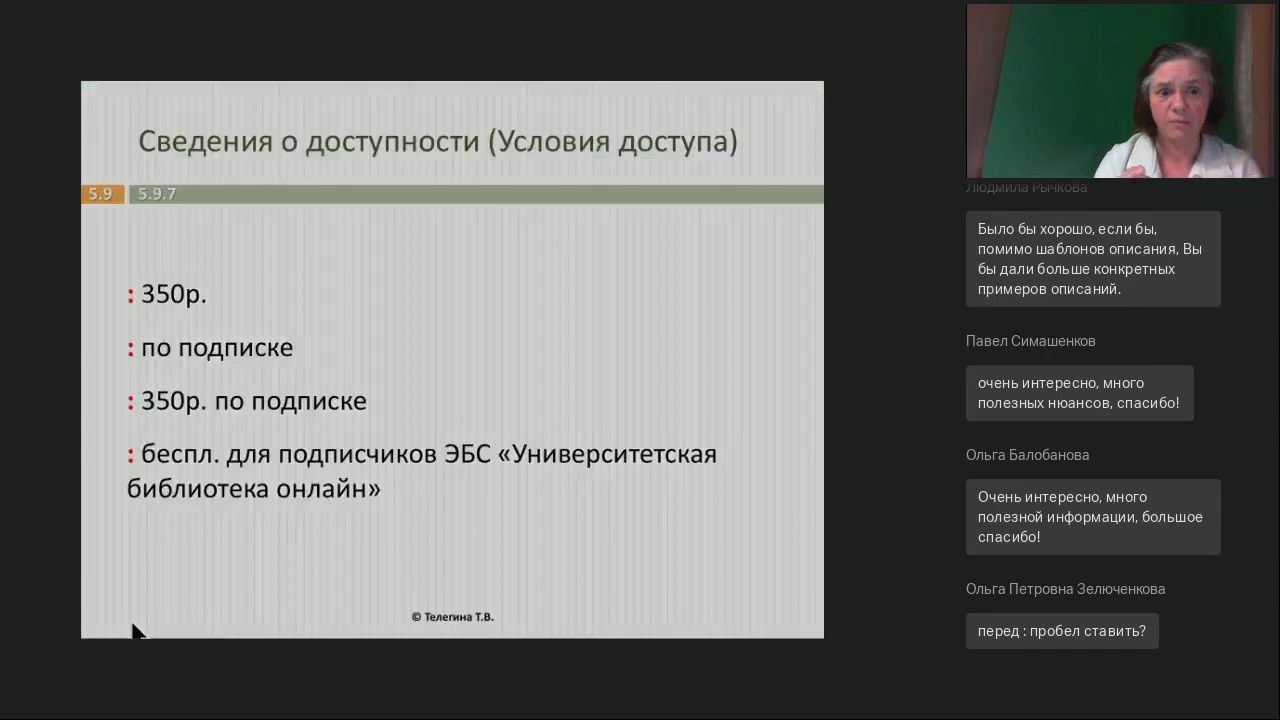 Сведения о доступности (Условия доступа)
5.9 5.9.7
: 350р.
: по подписке
: 350р. по подписке
: беспл. для подписчиков ЭБС «Университетская
библиотека онлайн»
© Телегина Т.В.
Людмила Рычкова
Было бы хорошо, если бы,
помимо шаблонов описания, Вы
бы дали больше конкретных
примеров описаний.
Павел Симашенков
очень интересно, много
полезных нюансов, спасибо!
Ольга Балобанова
Очень интересно, много
полезной информации, большое
спасибо!
Ольга Петровна Зелюченкова
перед : пробел ставить?